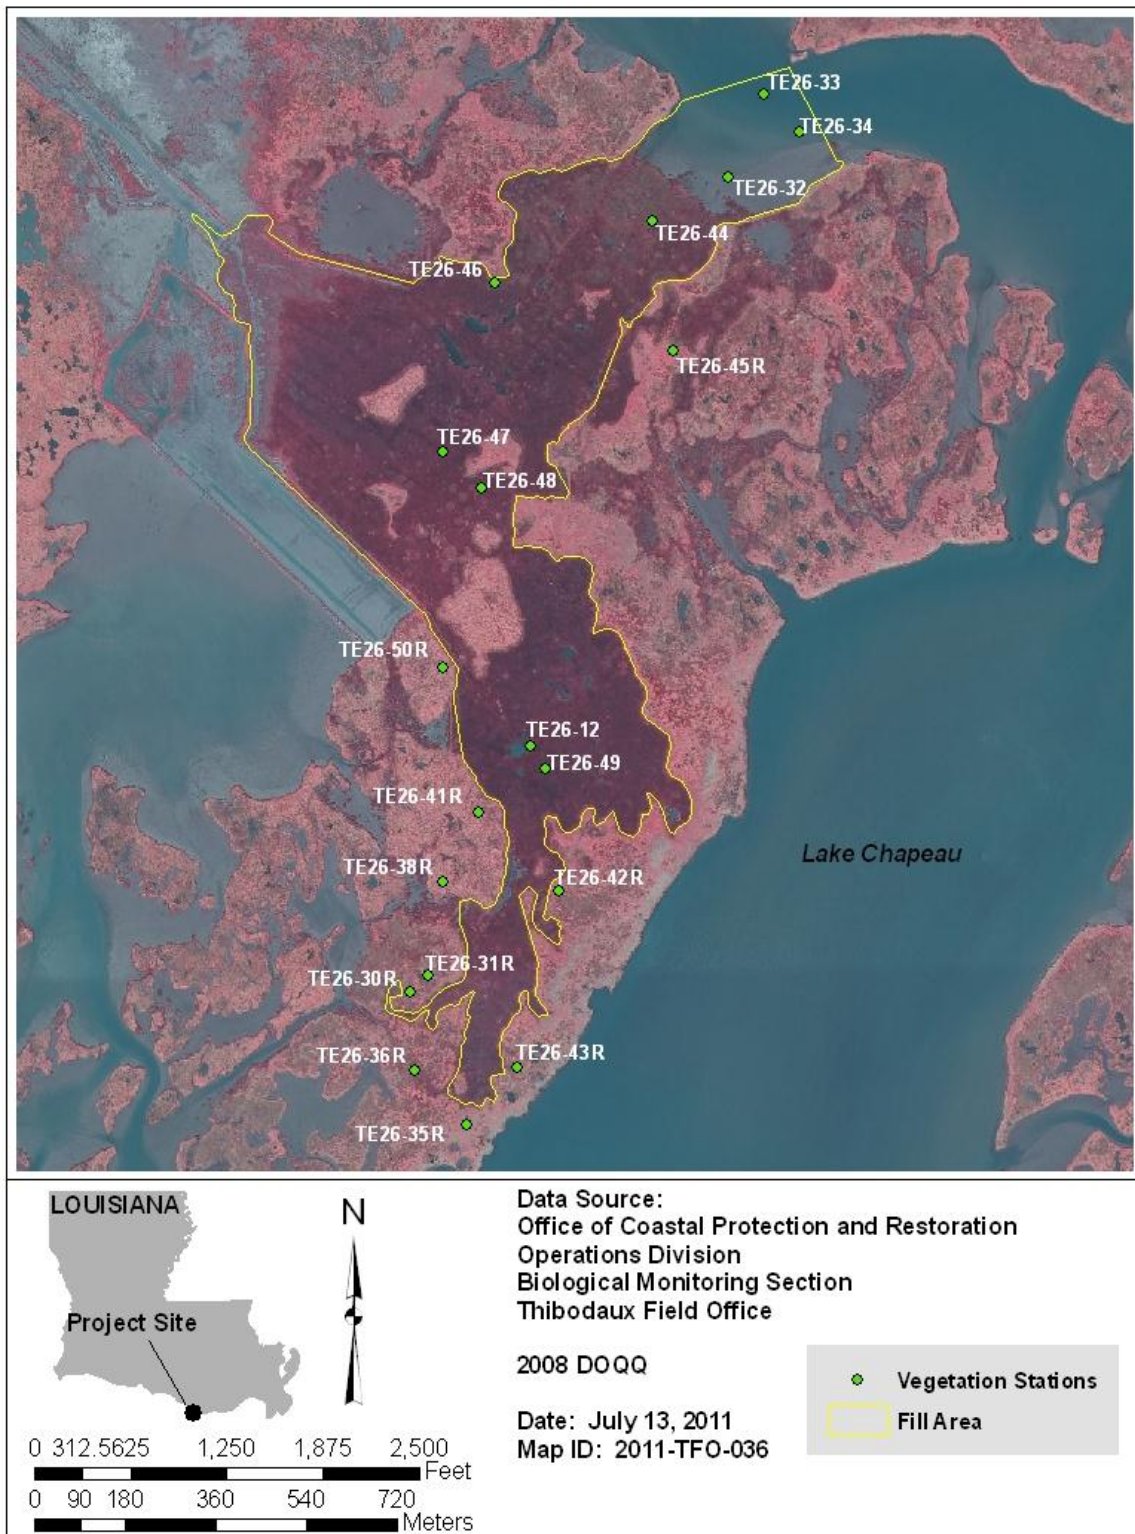 TE26-33
TE26-34
TE26-32
TE26-44
TE26-46
TE26-45R
TE26-47
TE26-48
TE26-50R
TE26-12
TE26-49
TE26-41R
Lake Chapeau
TE26-38R
TE26-42R
TE26-31R
TE26-30R
TE26-36R
TE26-43R
TE26-35R
LOUISIANA
Project Site
N
0 312.5625 1,250 1,875 2,500
Feet
0 90 180 360 540 720
Meters
Data Source:
Office of Coastal Protection and Restoration
Operations Division
Biological Monitoring Section
Thibodaux Field Office
2008 DOQQ
Date: July 13, 2011
Map ID: 2011-TFO-036
Vegetation Stations
Fill Area